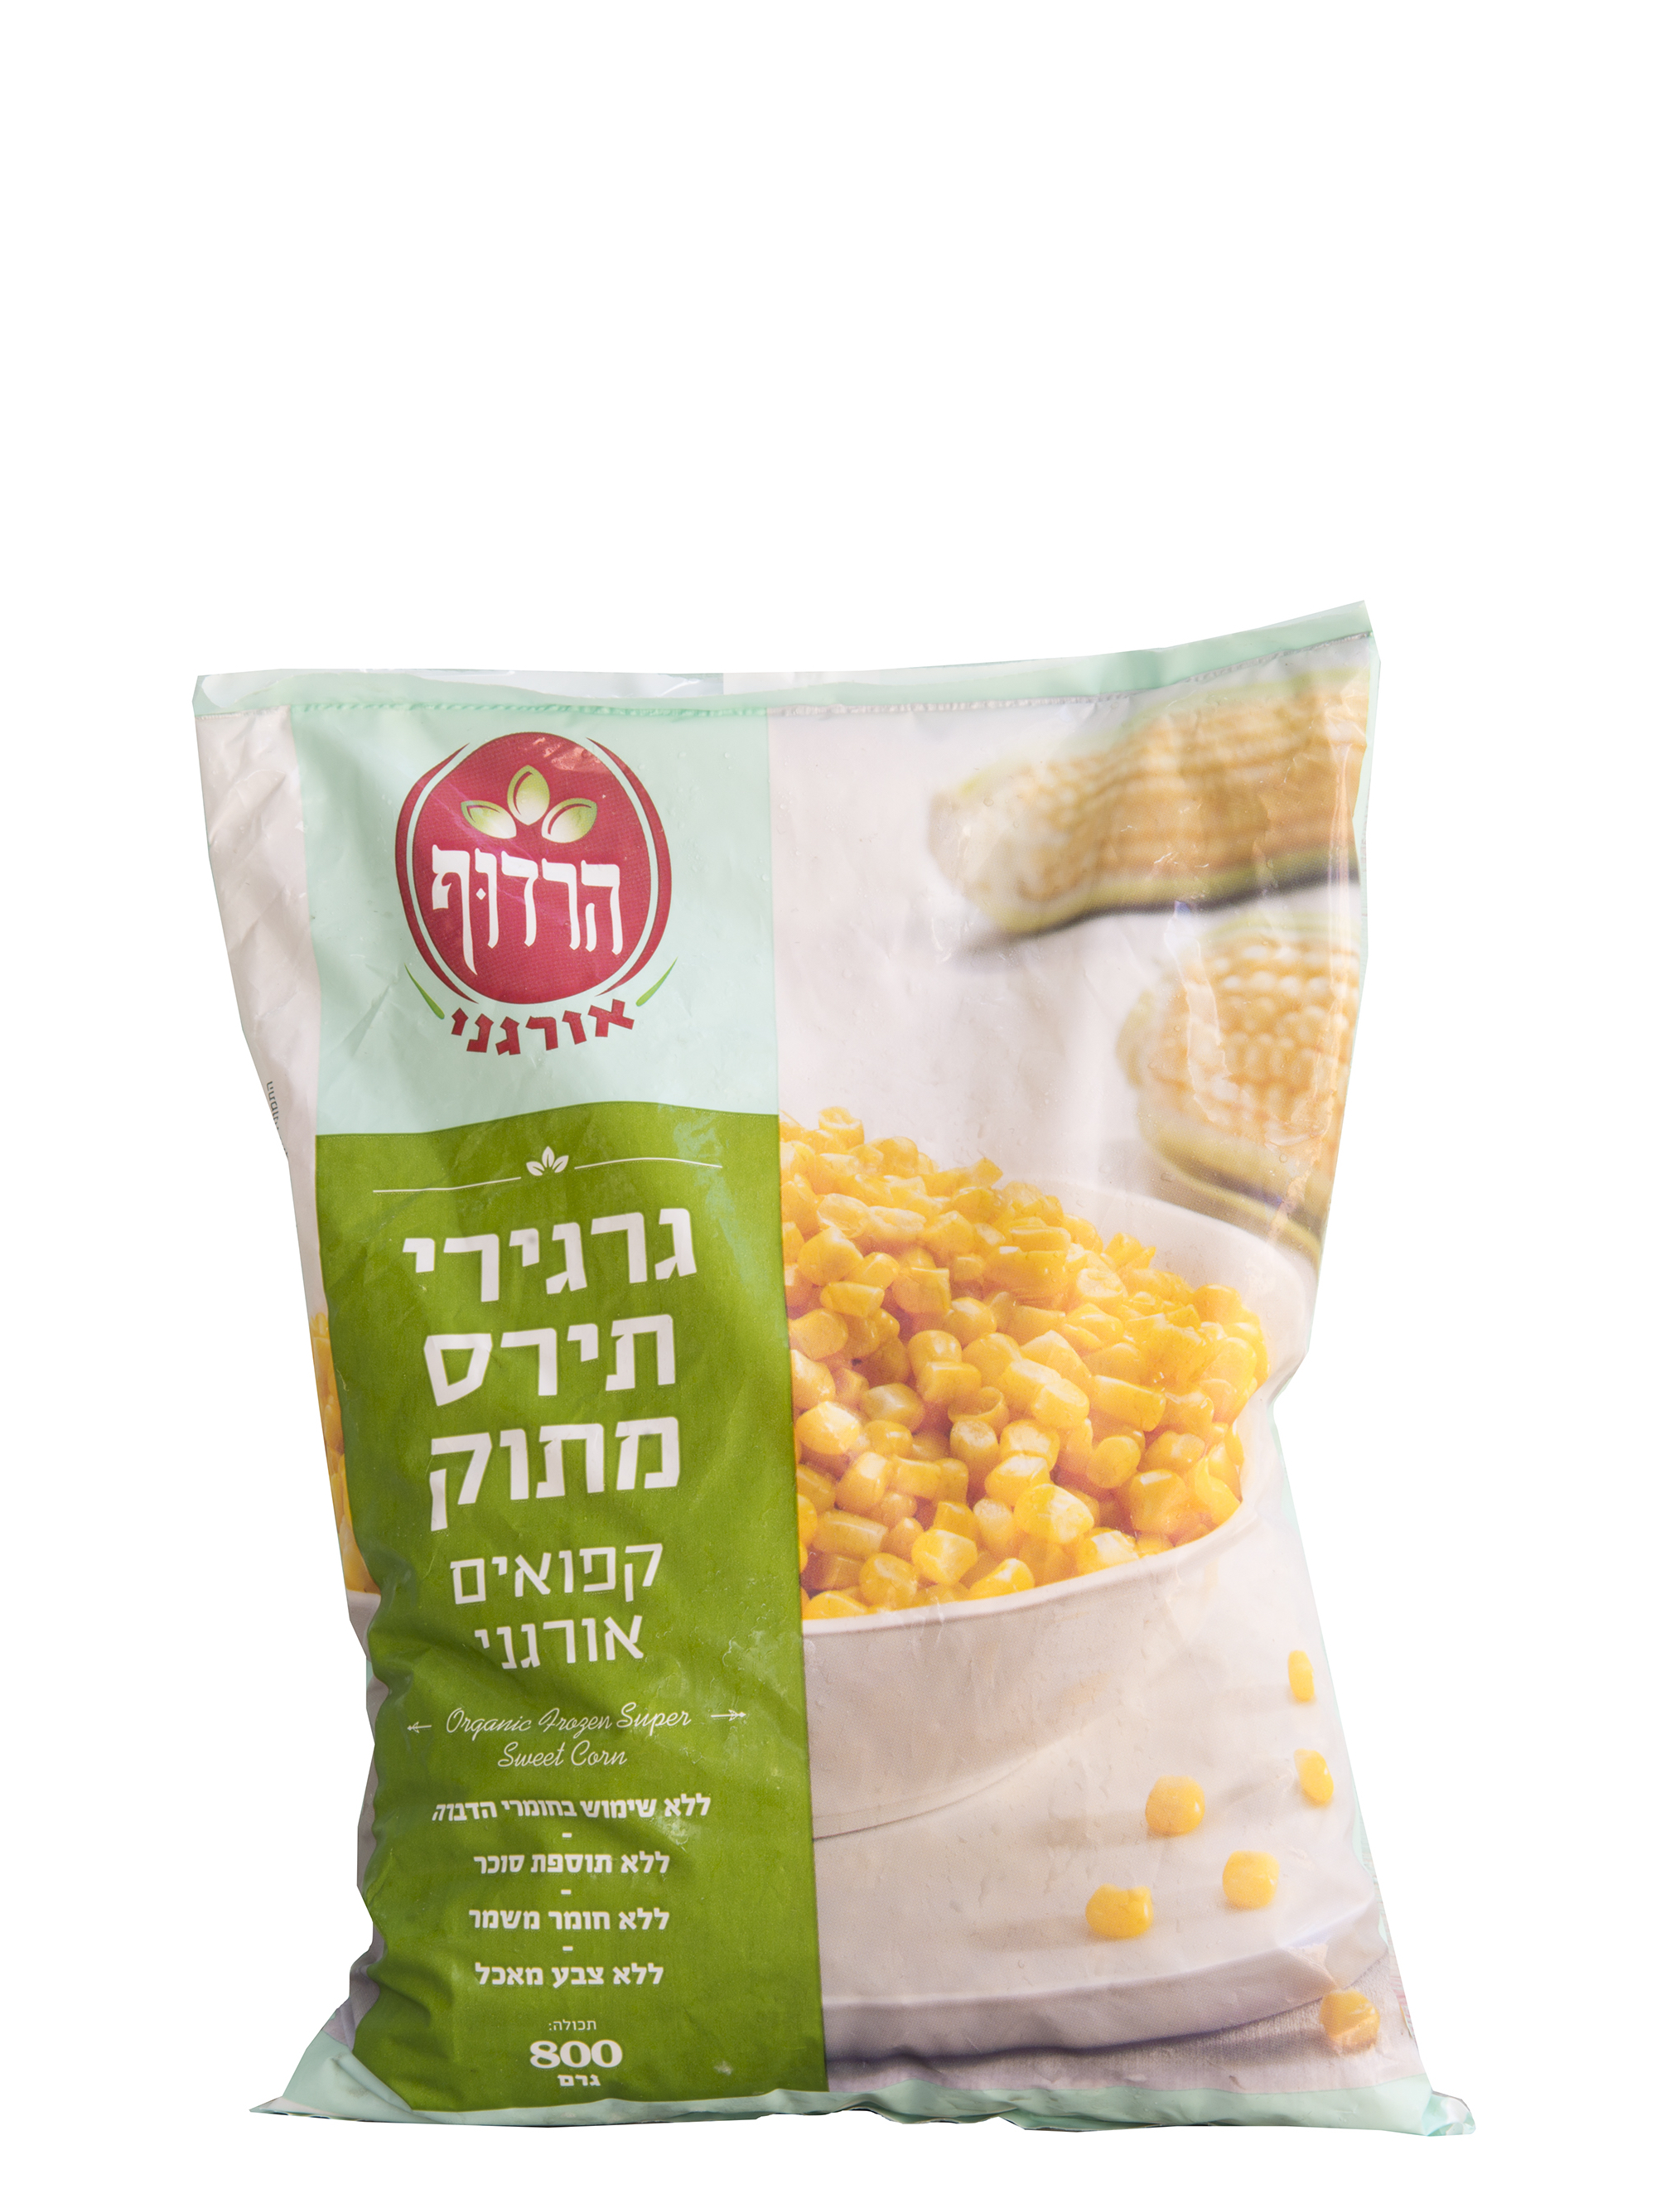 הרדוּף
אורגני
גרגירי
תירס
מתוק
קפואים
אורגני
Organic Frozen Super
Sweet Corn
ללא שימוש בחומרי הדברה
-
ללא תוספת סוכר
-
ללא חומר משמר
-
ללא צבע מאכל
תכולה:
800
גרם